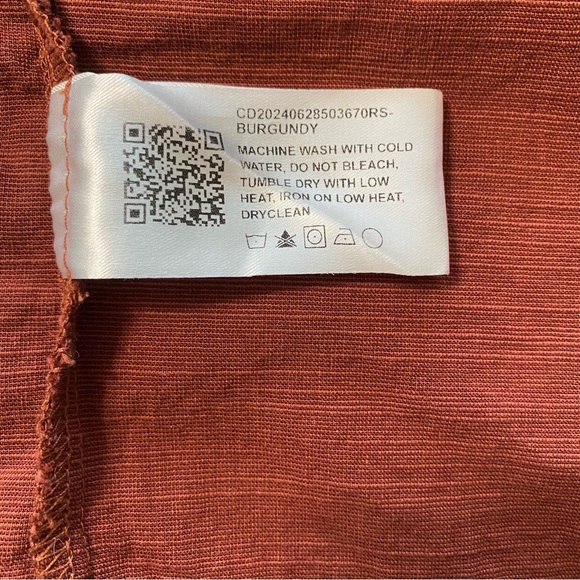 CD20240628503670RS-
BURGUNDY
MACHINE WASH WITH COLD
WATER, DO NOT BLEACH,
TUMBLE DRY WITH LOW
HEAT, IRON ON LOW HEAT,
DRYCLEAN